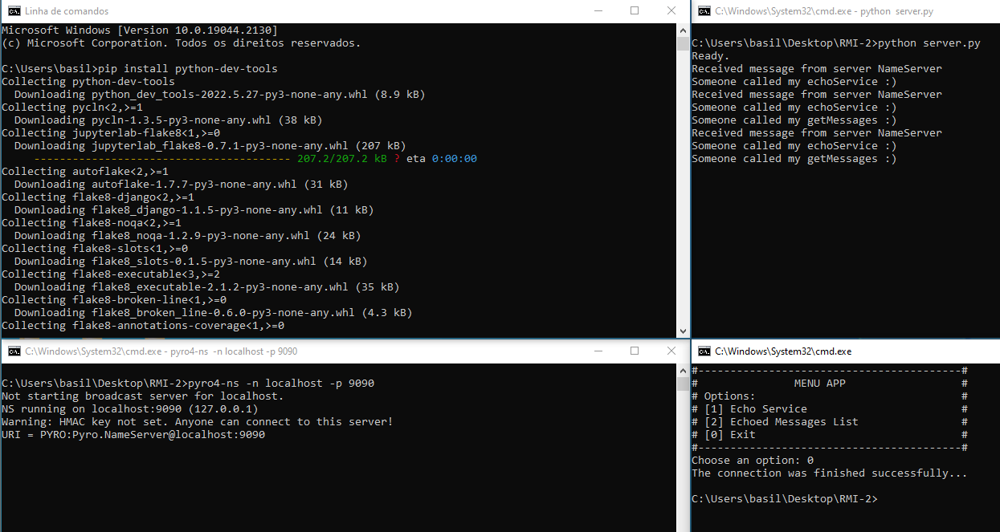 Linha de comandos
Microsoft Windows [Version 10.0.19044.2130]
(c) Microsoft Corporation. Todos os direitos reservados.
C:\Users\basil>pip install python-dev-tools
Collecting python-dev-tools
  Downloading python_dev_tools-2022.5.27-py3-none-any.whl (8.9 kB)
Collecting pycln<2,>=1
  Downloading pycln-1.3.5-py3-none-any.whl (38 kB)
Collecting jupyterlab-flake8<1,>=0
  Downloading jupyterlab_flake8-0.7.1-py3-none-any.whl (207 kB)
     ---------------------------------------- 207.2/207.2 kB ? eta 0:00:00
Collecting autoflake<2,>=1
  Downloading autoflake-1.7.7-py3-none-any.whl (31 kB)
Collecting flake8-django<2,>=1
  Downloading flake8_django-1.1.5-py3-none-any.whl (11 kB)
Collecting flake8-noqa<2,>=1
  Downloading flake8_noqa-1.2.9-py3-none-any.whl (24 kB)
Collecting flake8-slots<1,>=0
  Downloading flake8_slots-0.1.5-py3-none-any.whl (14 kB)
Collecting flake8-executable<3,>=2
  Downloading flake8_executable-2.1.2-py3-none-any.whl (35 kB)
Collecting flake8-broken-line<1,>=0
  Downloading flake8_broken_line-0.6.0-py3-none-any.whl (4.3 kB)
Collecting flake8-annotations-coverage<1,>=0
C:\Windows\System32\cmd.exe - python  server.py
C:\Users\basil\Desktop\RMI-2>python server.py
Ready.
Received message from server NameServer
Someone called my echoService :)
Received message from server NameServer
Someone called my echoService :)
Someone called my getMessages :)
Received message from server NameServer
Someone called my echoService :)
Someone called my getMessages :)
C:\Windows\System32\cmd.exe - pyro4-ns  -n localhost -p 9090
C:\Users\basil\Desktop\RMI-2>pyro4-ns -n localhost -p 9090
Not starting broadcast server for localhost.
NS running on localhost:9090 (127.0.0.1)
Warning: HMAC key not set. Anyone can connect to this server!
URI = PYRO:Pyro.NameServer@localhost:9090
C:\Windows\System32\cmd.exe
#-----------------------------------------#
#               MENU APP                  #
# Options:                                #
# [1] Echo Service                        #
# [2] Echoed Messages List                #
# [0] Exit                                #
#-----------------------------------------#
Choose an option: 0
The connection was finished successfully...
C:\Users\basil\Desktop\RMI-2>